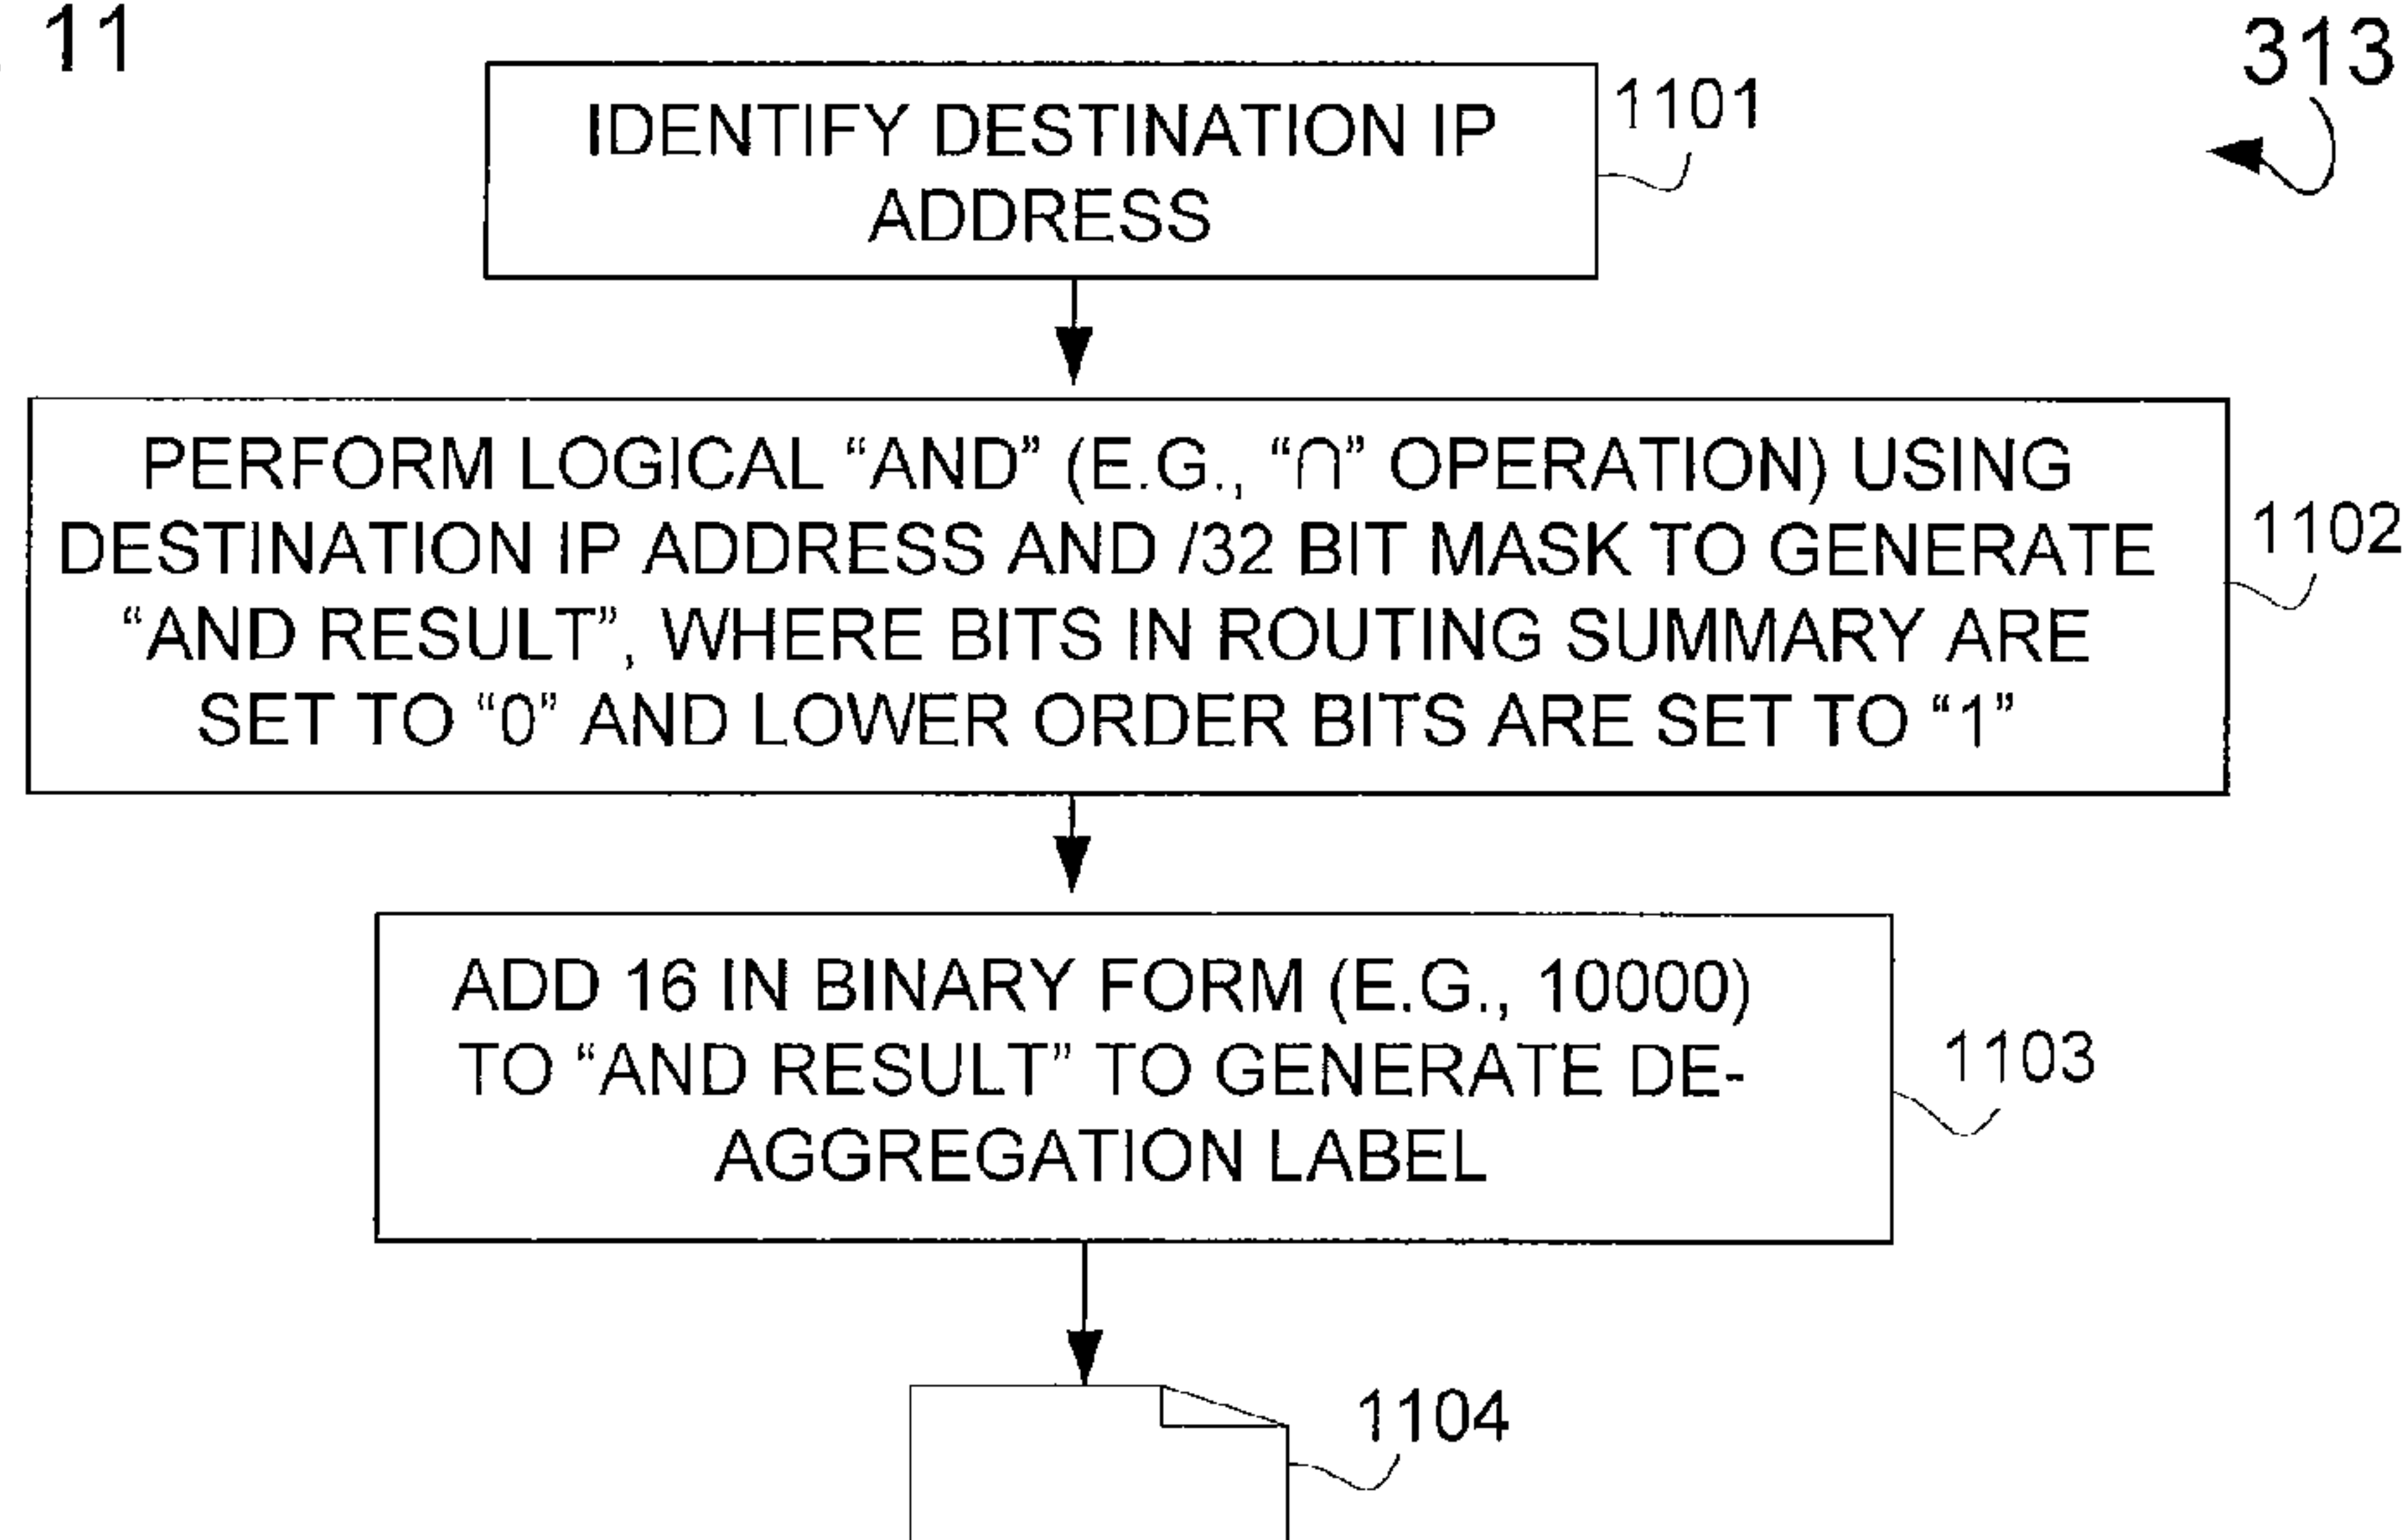 11
313
IDENTIFY DESTINATION IP
ADDRESS
1101
PERFORM LOGICAL “AND” (E.G., “∩” OPERATION) USING
DESTINATION IP ADDRESS AND /32 BIT MASK TO GENERATE
“AND RESULT”, WHERE BITS IN ROUTING SUMMARY ARE
SET TO “0” AND LOWER ORDER BITS ARE SET TO “1”
1102
ADD 16 IN BINARY FORM (E.G., 10000)
TO “AND RESULT” TO GENERATE DE-
AGGREGATION LABEL
1103
1104